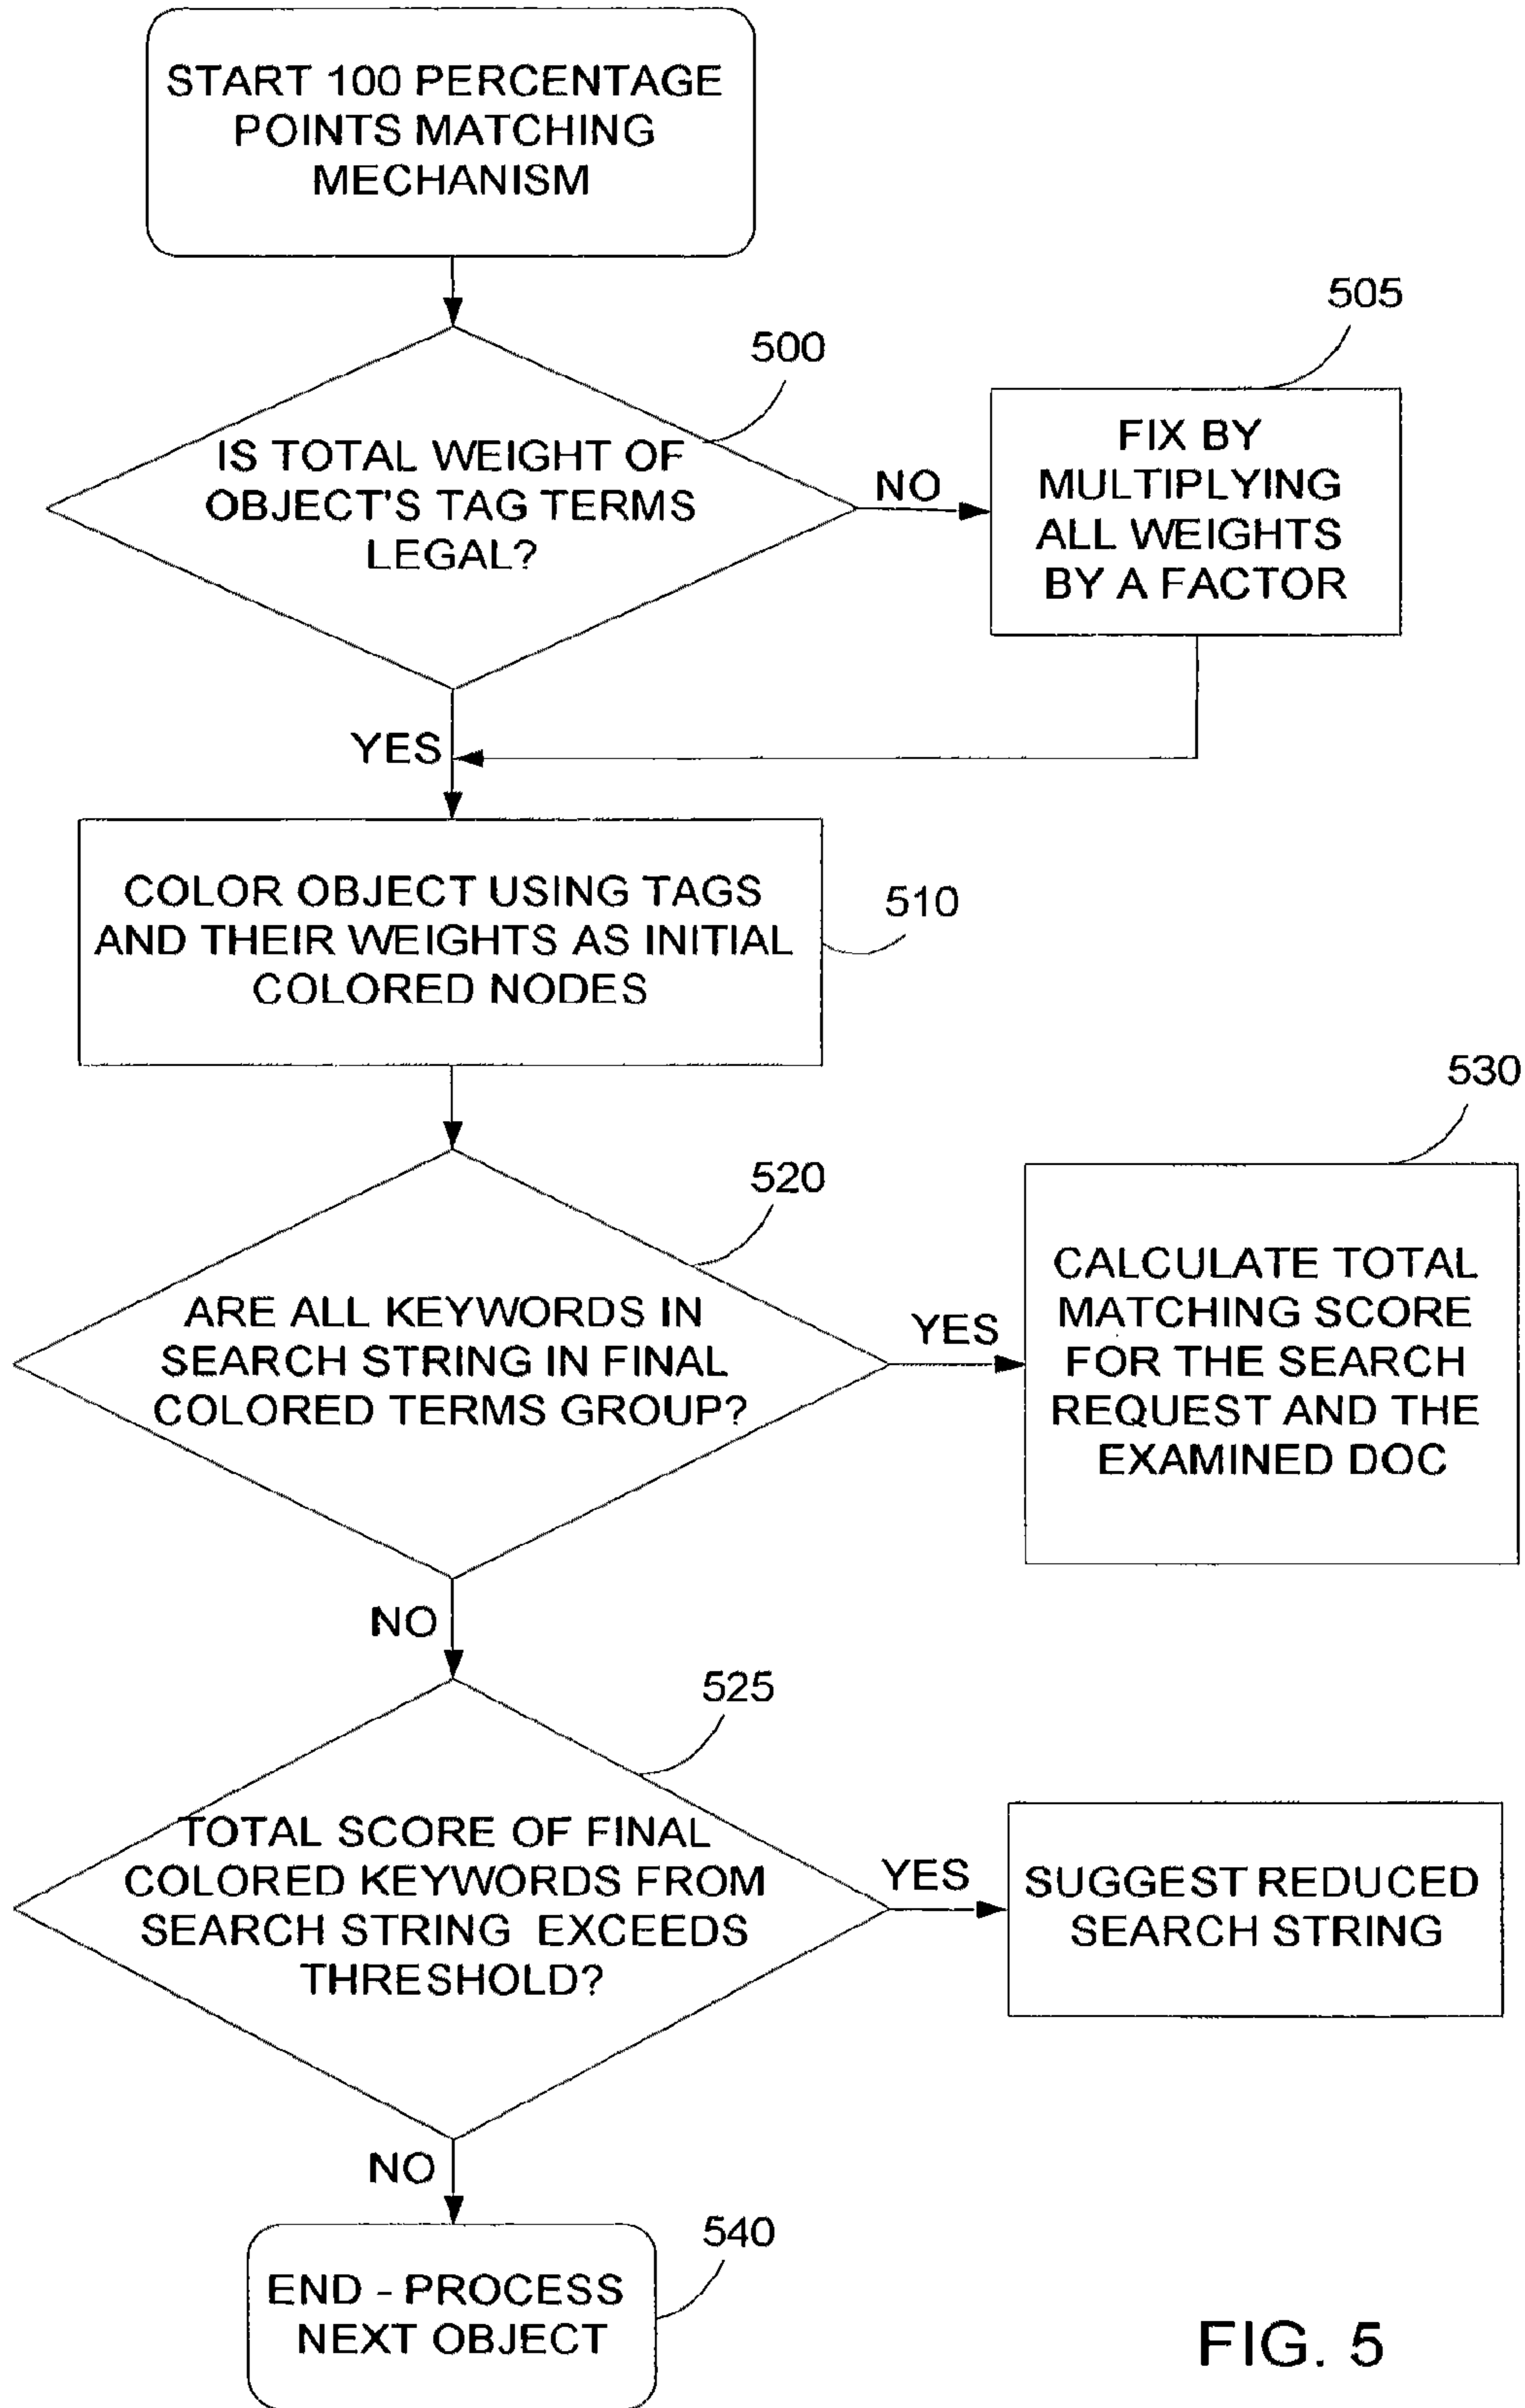 START 100 PERCENTAGE
POINTS MATCHING
MECHANISM
500
IS TOTAL WEIGHT OF
OBJECT'S TAG TERMS
LEGAL?
NO
505
FIX BY
MULTIPLYING
ALL WEIGHTS
BY A FACTOR
YES
COLOR OBJECT USING TAGS
AND THEIR WEIGHTS AS INITIAL
COLORED NODES
510
520
ARE ALL KEYWORDS IN
SEARCH STRING IN FINAL
COLORED TERMS GROUP?
YES
530
CALCULATE TOTAL
MATCHING SCORE
FOR THE SEARCH
REQUEST AND THE
EXAMINED DOC
NO
525
TOTAL SCORE OF FINAL
COLORED KEYWORDS FROM
SEARCH STRING EXCEEDS
THRESHOLD?
YES
SUGGEST REDUCED
SEARCH STRING
NO
540
END - PROCESS
NEXT OBJECT
FIG. 5